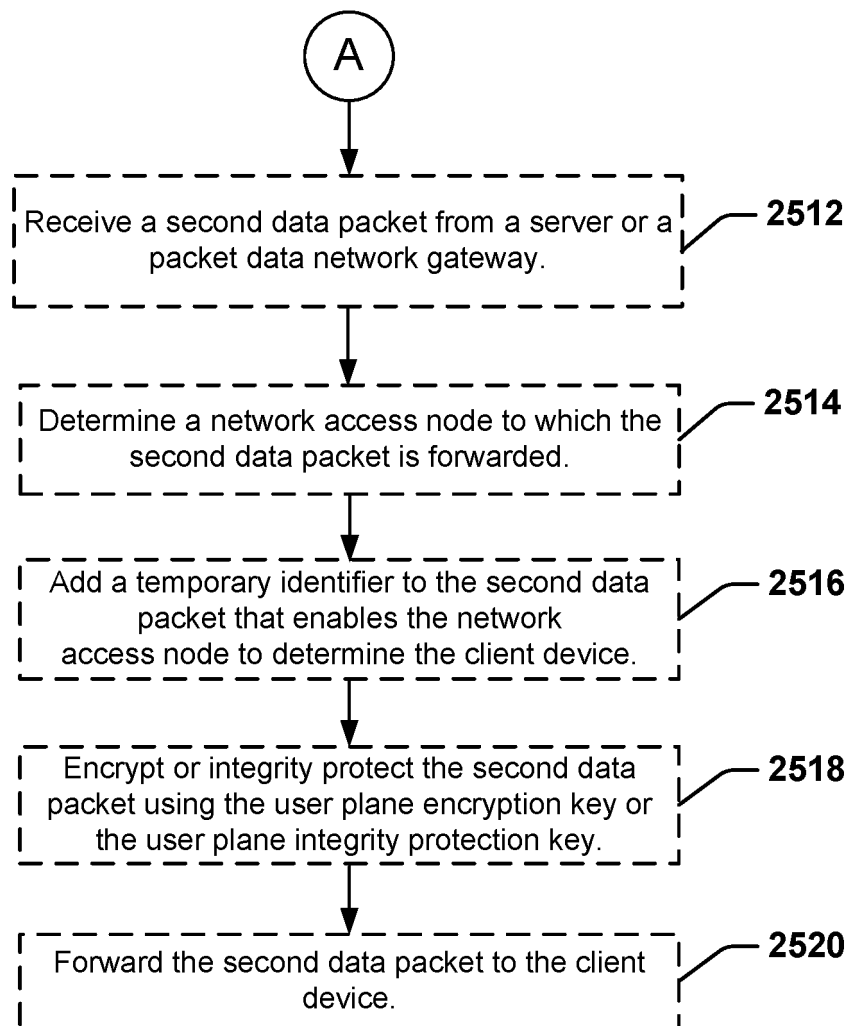 A
Receive a second data packet from a server or a
packet data network gateway.
2512
Determine a network access node to which the
second data packet is forwarded.
2514
Add a temporary identifier to the second data
packet that enables the network
access node to determine the client device.
2516
Encrypt or integrity protect the second data
packet using the user plane encryption key or
the user plane integrity protection key.
2518
Forward the second data packet to the client
device.
2520